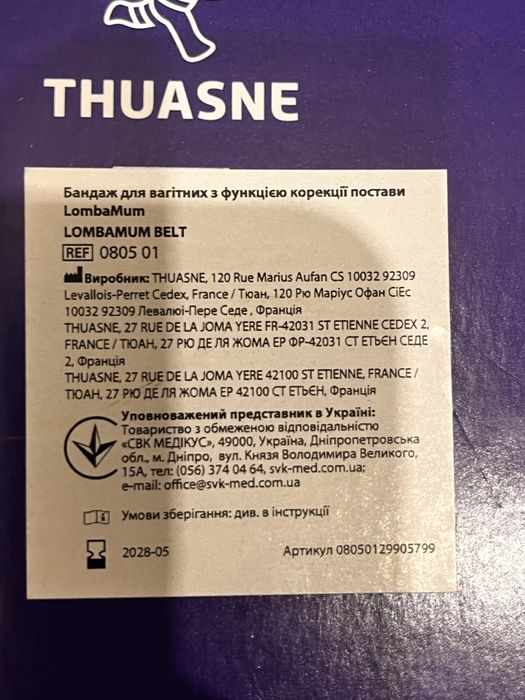 THUASNE
Бандаж для вагітних з функцією корекції постави
LombaMum
LOMBAMUM BELT
REF 0805 01
Виробник: THUASNE, 120 Rue Marius Aufan CS 10032 92309
Levallois-Perret Cedex, France / Тюан, 120 Рю Маріус Офан СіЕс
10032 92309 Левалюі-Пере Седе , Франція
THUASNE, 27 RUE DE LA JOMA YERE FR-42031 ST ETIENNE CEDEX 2,
FRANCE / ТЮАН, 27 РЮ ДЕ ЛЯ ЖОМА ЕР ФР-42031 СТ ЕТЬЄН СЕДЕ
2, Франція
THUASNE, 27 RUE DE LA JOMA YERE 42100 ST ETIENNE, FRANCE /
ТЮАН, 27 РЮ ДЕ ЛЯ ЖОМА ЕР 42100 СТ ЕТЬЄН, Франція
Уповноважений представник в Україні:
Товариство з обмеженою відповідальністю
«СВК МЕДІКУС», 49000, Україна, Дніпропетровська
обл., м. Дніпро, вул. Князя Володимира Великого,
15А, тел: (056) 374 04 64, svk-med.com.ua;
e-mail: office@svk-med.com.ua
Умови зберігання: див. в інструкції
2028-05 Артикул 08050129905799